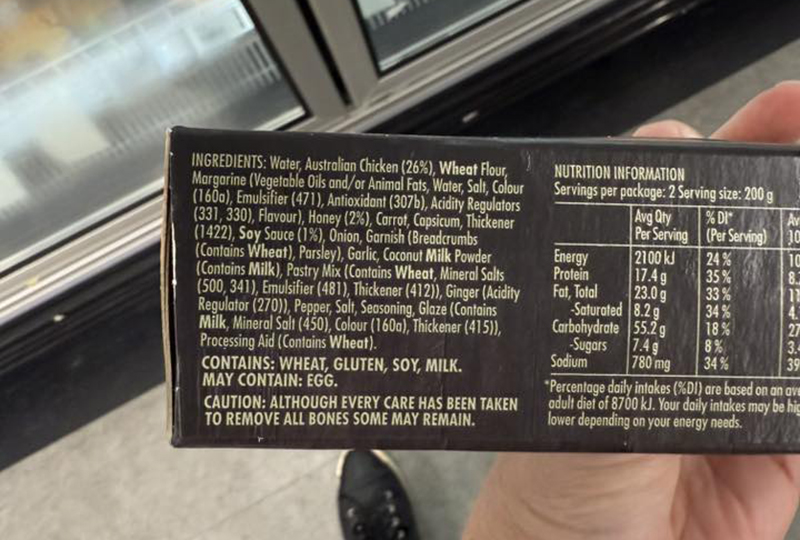 INGREDIENTS: Water, Australian Chicken (26%), Wheat Flour,
Margarine (Vegetable Oils and/or Animal Fats, Water, Salt, Colour
(160a), Emulsifier (471), Antioxidant (307b), Acidity Regulators
(331, 330), Flavour), Honey (2%), Carrot, Capsicum, Thickener
(1422), Soy Sauce (1%), Onion, Garnish (Breadcrumbs
(Contains Wheat), Parsley), Garlic, Coconut Milk Powder
(Contains Milk), Pastry Mix (Contains Wheat, Mineral Salts
(500, 341), Emulsifier (481), Thickener (412)), Ginger (Acidity
Regulator (270)), Pepper, Salt, Seasoning, Glaze (Contains
Milk, Mineral Salt (450), Colour (160a), Thickener (415)),
Processing Aid (Contains Wheat).
CONTAINS: WHEAT, GLUTEN, SOY, MILK.
MAY CONTAIN: EGG.
CAUTION: ALTHOUGH EVERY CARE HAS BEEN TAKEN
TO REMOVE ALL BONES SOME MAY REMAIN.
NUTRITION INFORMATION
Servings per package: 2 Serving size: 200 g
Avg Qty % DI*
Per Serving (Per Serving)
Energy 2100 kJ 24 %
Protein 17.4 g 35 %
Fat, Total 23.0 g 33 %
-Saturated 8.2 g 34 %
Carbohydrate 55.2 g 18 %
-Sugars 7.4 g 8 %
Sodium 780 mg 34 %
*Percentage daily intakes (%DI) are based on an
adult diet of 8700 kJ. Your daily intakes may be
lower depending on your energy needs.